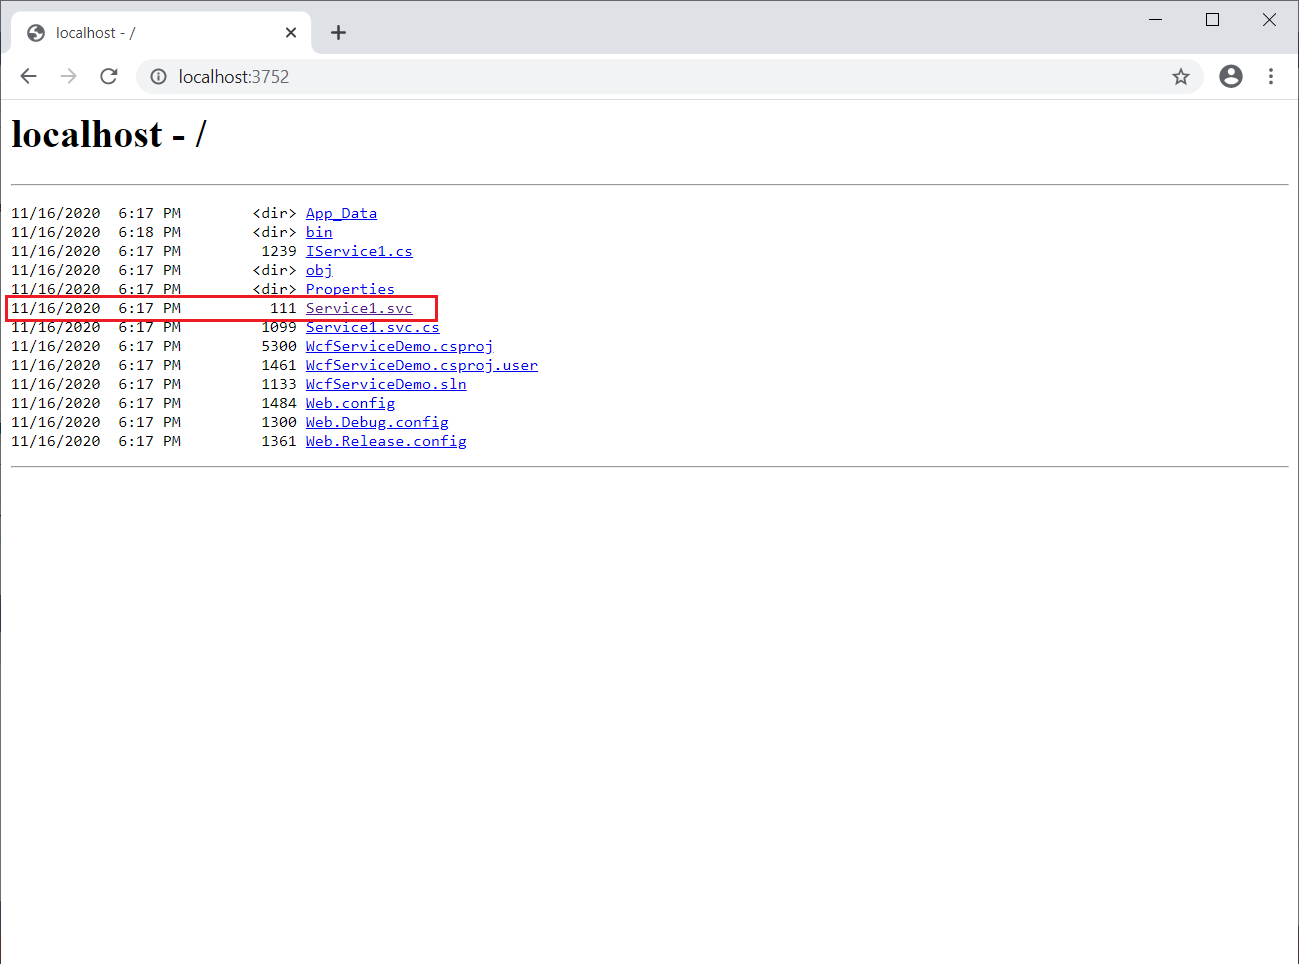 localhost - /
localhost:3752
localhost - /
11/16/2020  6:17 PM        <dir> App_Data
11/16/2020  6:18 PM        <dir> bin
11/16/2020  6:17 PM         1239 IService1.cs
11/16/2020  6:17 PM        <dir> obj
11/16/2020  6:17 PM        <dir> Properties
11/16/2020  6:17 PM          111 Service1.svc
11/16/2020  6:17 PM         1099 Service1.svc.cs
11/16/2020  6:17 PM         5300 WcfServiceDemo.csproj
11/16/2020  6:17 PM         1461 WcfServiceDemo.csproj.user
11/16/2020  6:17 PM         1133 WcfServiceDemo.sln
11/16/2020  6:17 PM         1484 Web.config
11/16/2020  6:17 PM         1300 Web.Debug.config
11/16/2020  6:17 PM         1361 Web.Release.config